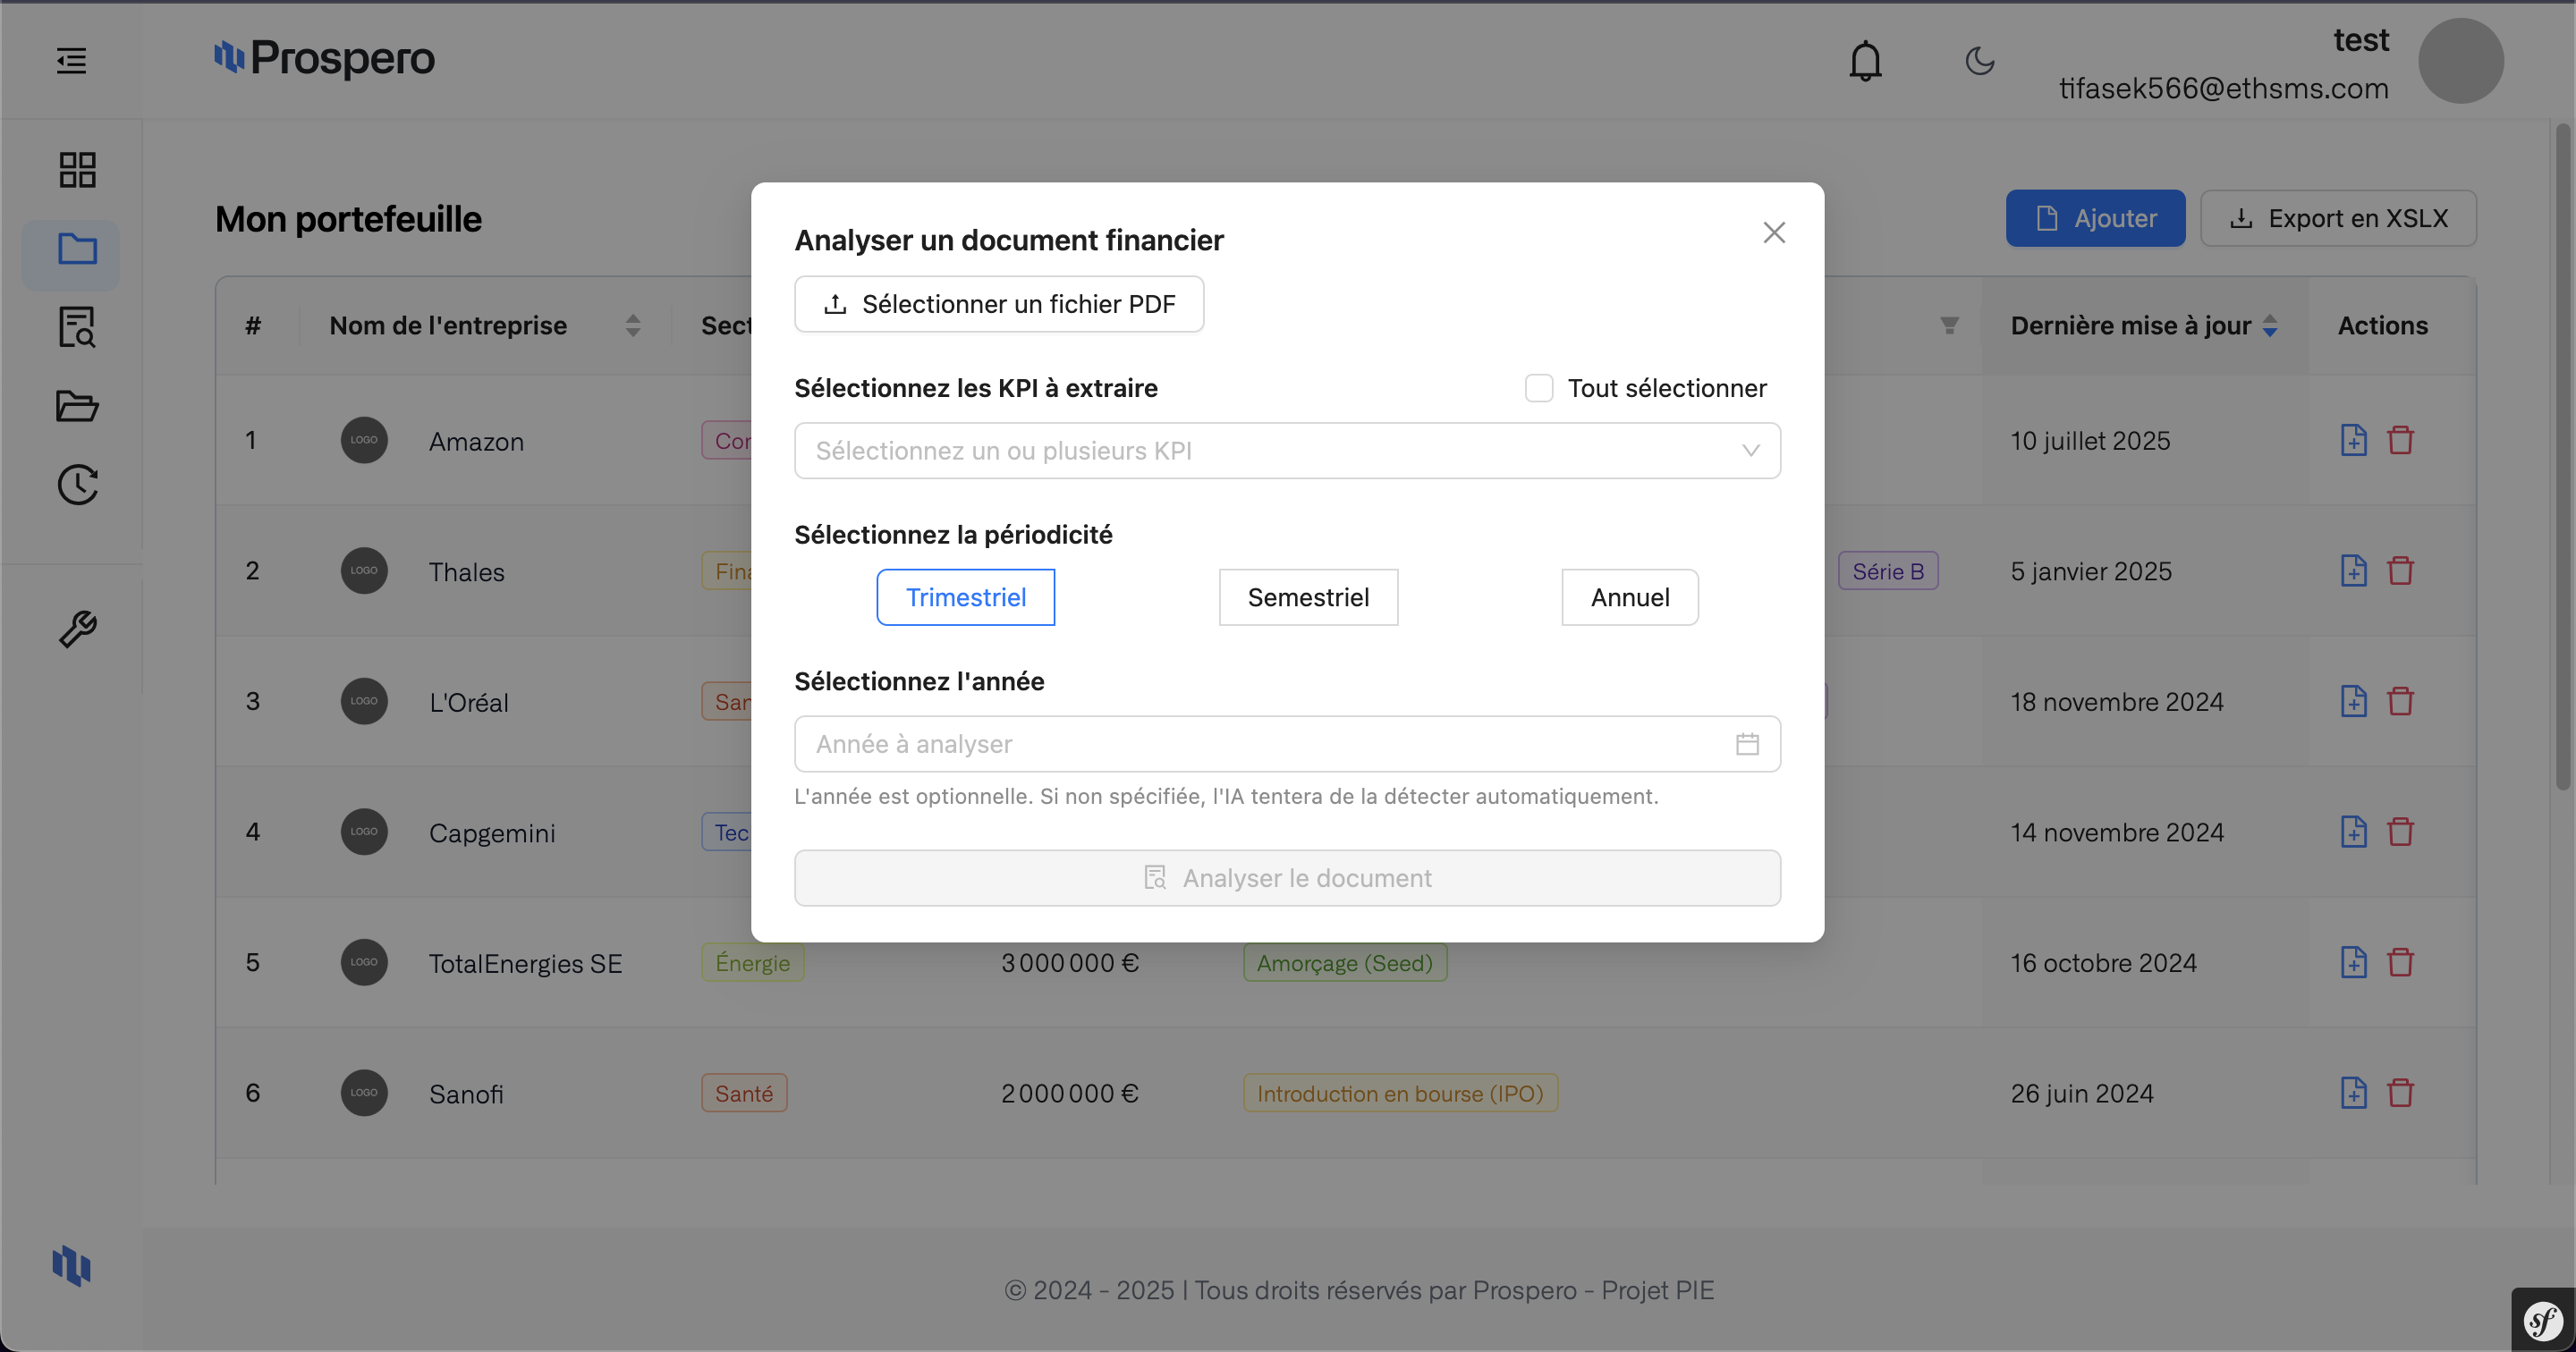 Prospero
test
tifasek566@ethsms.com
Mon portefeuille
Ajouter
Export en XSLX
# Nom de l'entreprise Sect Dernière mise à jour Actions
1 LOGO Amazon Cor 10 juillet 2025
2 LOGO Thales Fina Série B 5 janvier 2025
3 LOGO L'Oréal San 18 novembre 2024
4 LOGO Capgemini Tec 14 novembre 2024
5 LOGO TotalEnergies SE Énergie 3 000 000 € Amorçage (Seed) 16 octobre 2024
6 LOGO Sanofi Santé 2 000 000 € Introduction en bourse (IPO) 26 juin 2024
Analyser un document financier
Sélectionner un fichier PDF
Sélectionnez les KPI à extraire
Tout sélectionner
Sélectionnez un ou plusieurs KPI
Sélectionnez la périodicité
Trimestriel
Semestriel
Annuel
Sélectionnez l'année
Année à analyser
L'année est optionnelle. Si non spécifiée, l'IA tentera de la détecter automatiquement.
Analyser le document
© 2024 - 2025 | Tous droits réservés par Prospero - Projet PIE
sf